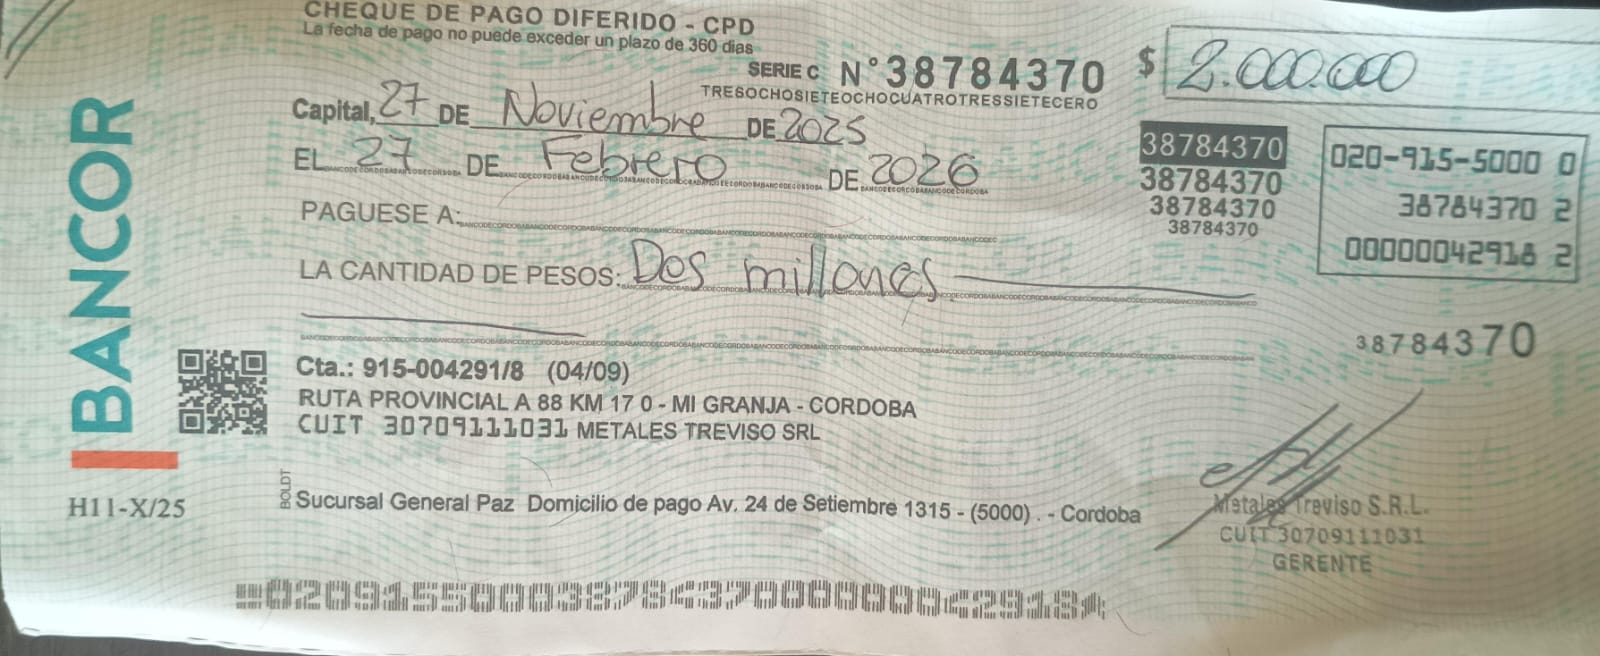 CHEQUE DE PAGO DIFERIDO - CPD
La fecha de pago no puede exceder un plazo de 360 dias
SERIE C N° 38784370
TRESOCHOSIETEOCHOCUATROTRESSIETECERO
$ 2.000.000
Capital, 27 DE Noviembre DE 2025
EL 27 DE Febrero DE 2026
PAGUESE A:
LA CANTIDAD DE PESOS: Dos millones
38784370
38784370
38784370
38784370
020-915-5000 0
38784370 2
00000042918 2
38784370
BANCOR
Cta.: 915-004291/8 (04/09)
RUTA PROVINCIAL A 88 KM 17 0 - MI GRANJA - CORDOBA
CUIT 30709111031 METALES TREVISO SRL
H11-X/25
BOLDT
Sucursal General Paz Domicilio de pago Av. 24 de Setiembre 1315 - (5000) . - Cordoba
Metales Treviso S.R.L.
CUIT 30709111031
GERENTE
02091550003878437000000000429184